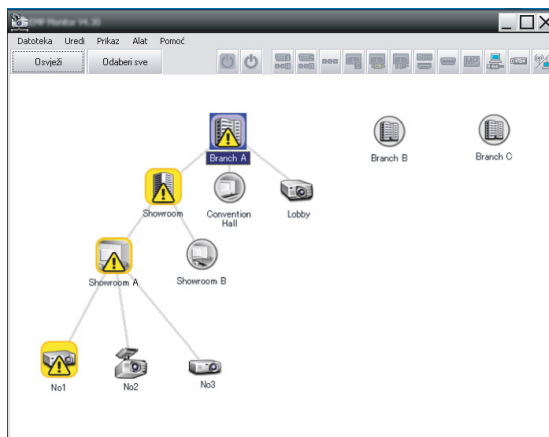 Monitor V4.30
Datoteka Uredi Prikaz Alat Pomoć
Osvježi Odaberi sve
Branch A
Branch B
Branch C
Showroom
Convention
Hall
Lobby
Showroom A
Showroom B
No1
No2
No3